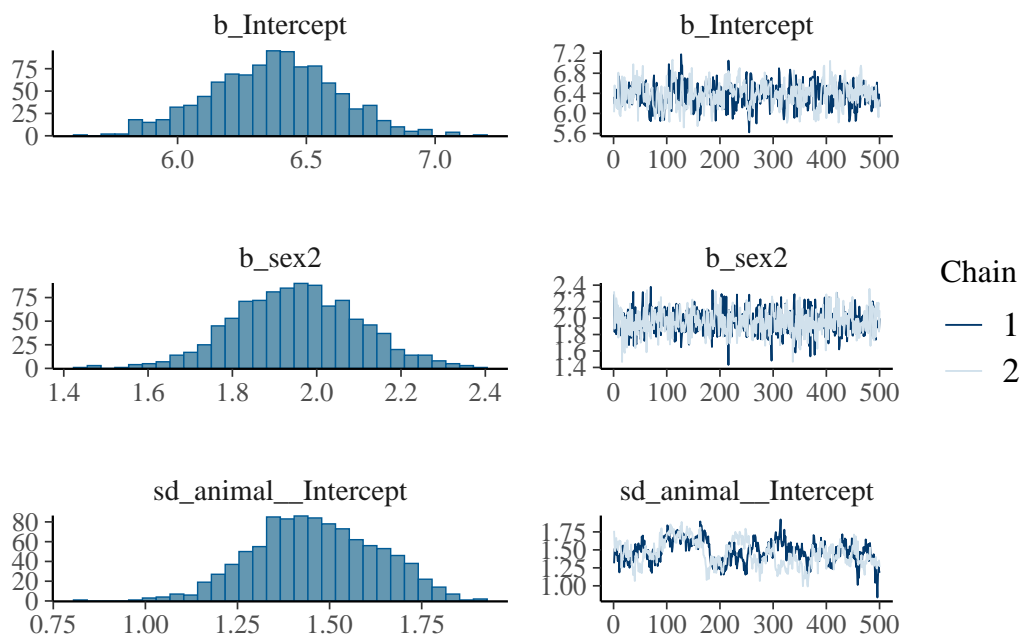 b_Intercept
75
50
25
0
6.0 6.5 7.0
b_Intercept
7.2
6.8
6.4
6.0
5.6
0 100 200 300 400 500
b_sex2
75
50
25
0
1.4 1.6 1.8 2.0 2.2 2.4
b_sex2
2.4
2.2
2.0
1.8
1.6
1.4
0 100 200 300 400 500
Chain
1
2
sd_animal__Intercept
80
60
40
20
0
0.75 1.00 1.25 1.50 1.75
sd_animal__Intercept
1.75
1.50
1.25
1.00
0 100 200 300 400 500